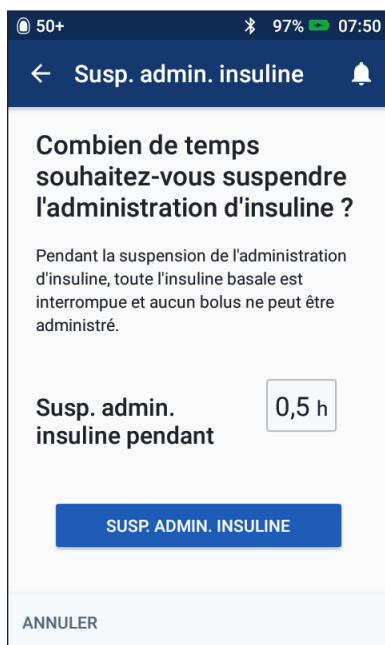 50+ 97% 07:50
Susp. admin. insuline
Combien de temps
souhaitez-vous suspendre
l'administration d'insuline ?
Pendant la suspension de l'administration
d'insuline, toute l'insuline basale est
interrompue et aucun bolus ne peut être
administré.
Susp. admin.
insuline pendant
0,5 h
SUSP. ADMIN. INSULINE
ANNULER